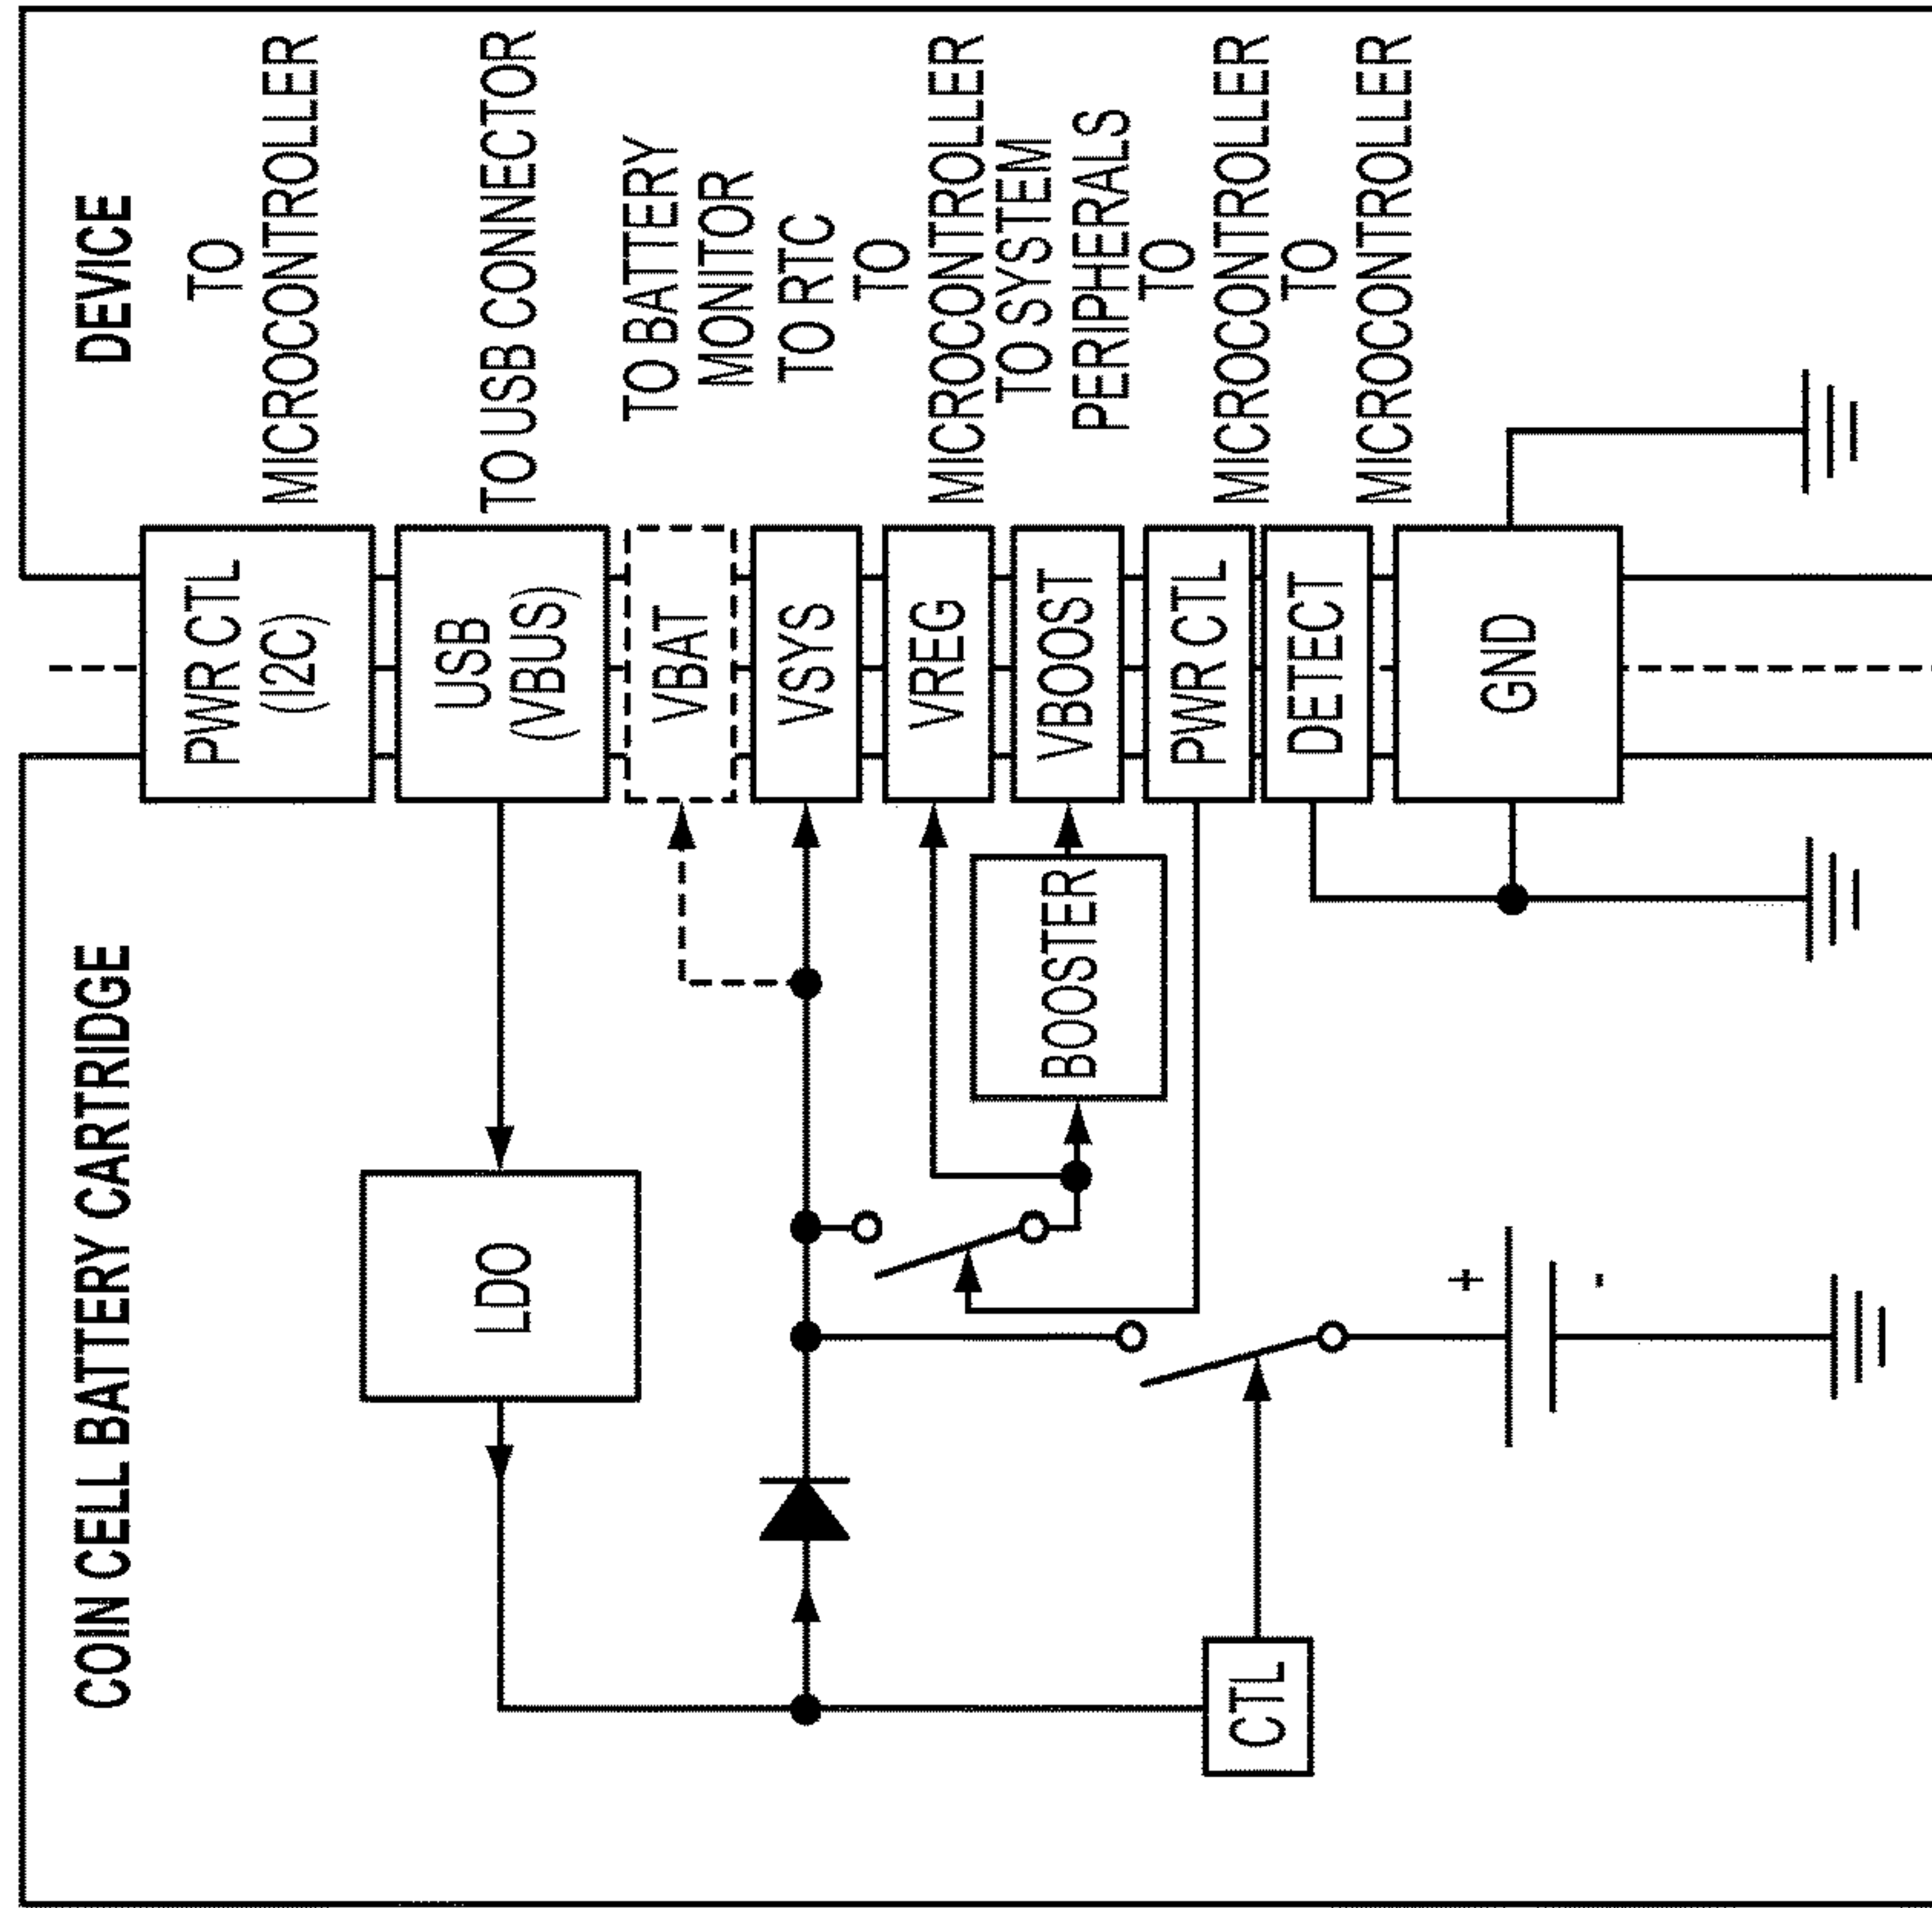 COIN CELL BATTERY CARTRIDGE
DEVICE
PWR CTL
(I2C)
TO
MICROCONTROLLER
USB
(VBUS)
TO USB CONNECTOR
LDO
VBAT
TO BATTERY
MONITOR
VSYS
TO RTC
VREG
TO
MICROCONTROLLER
BOOSTER
VBOOST
TO SYSTEM
PERIPHERALS
PWR CTL
TO
MICROCONTROLLER
CTL
DETECT
TO
MICROCONTROLLER
GND
+
-